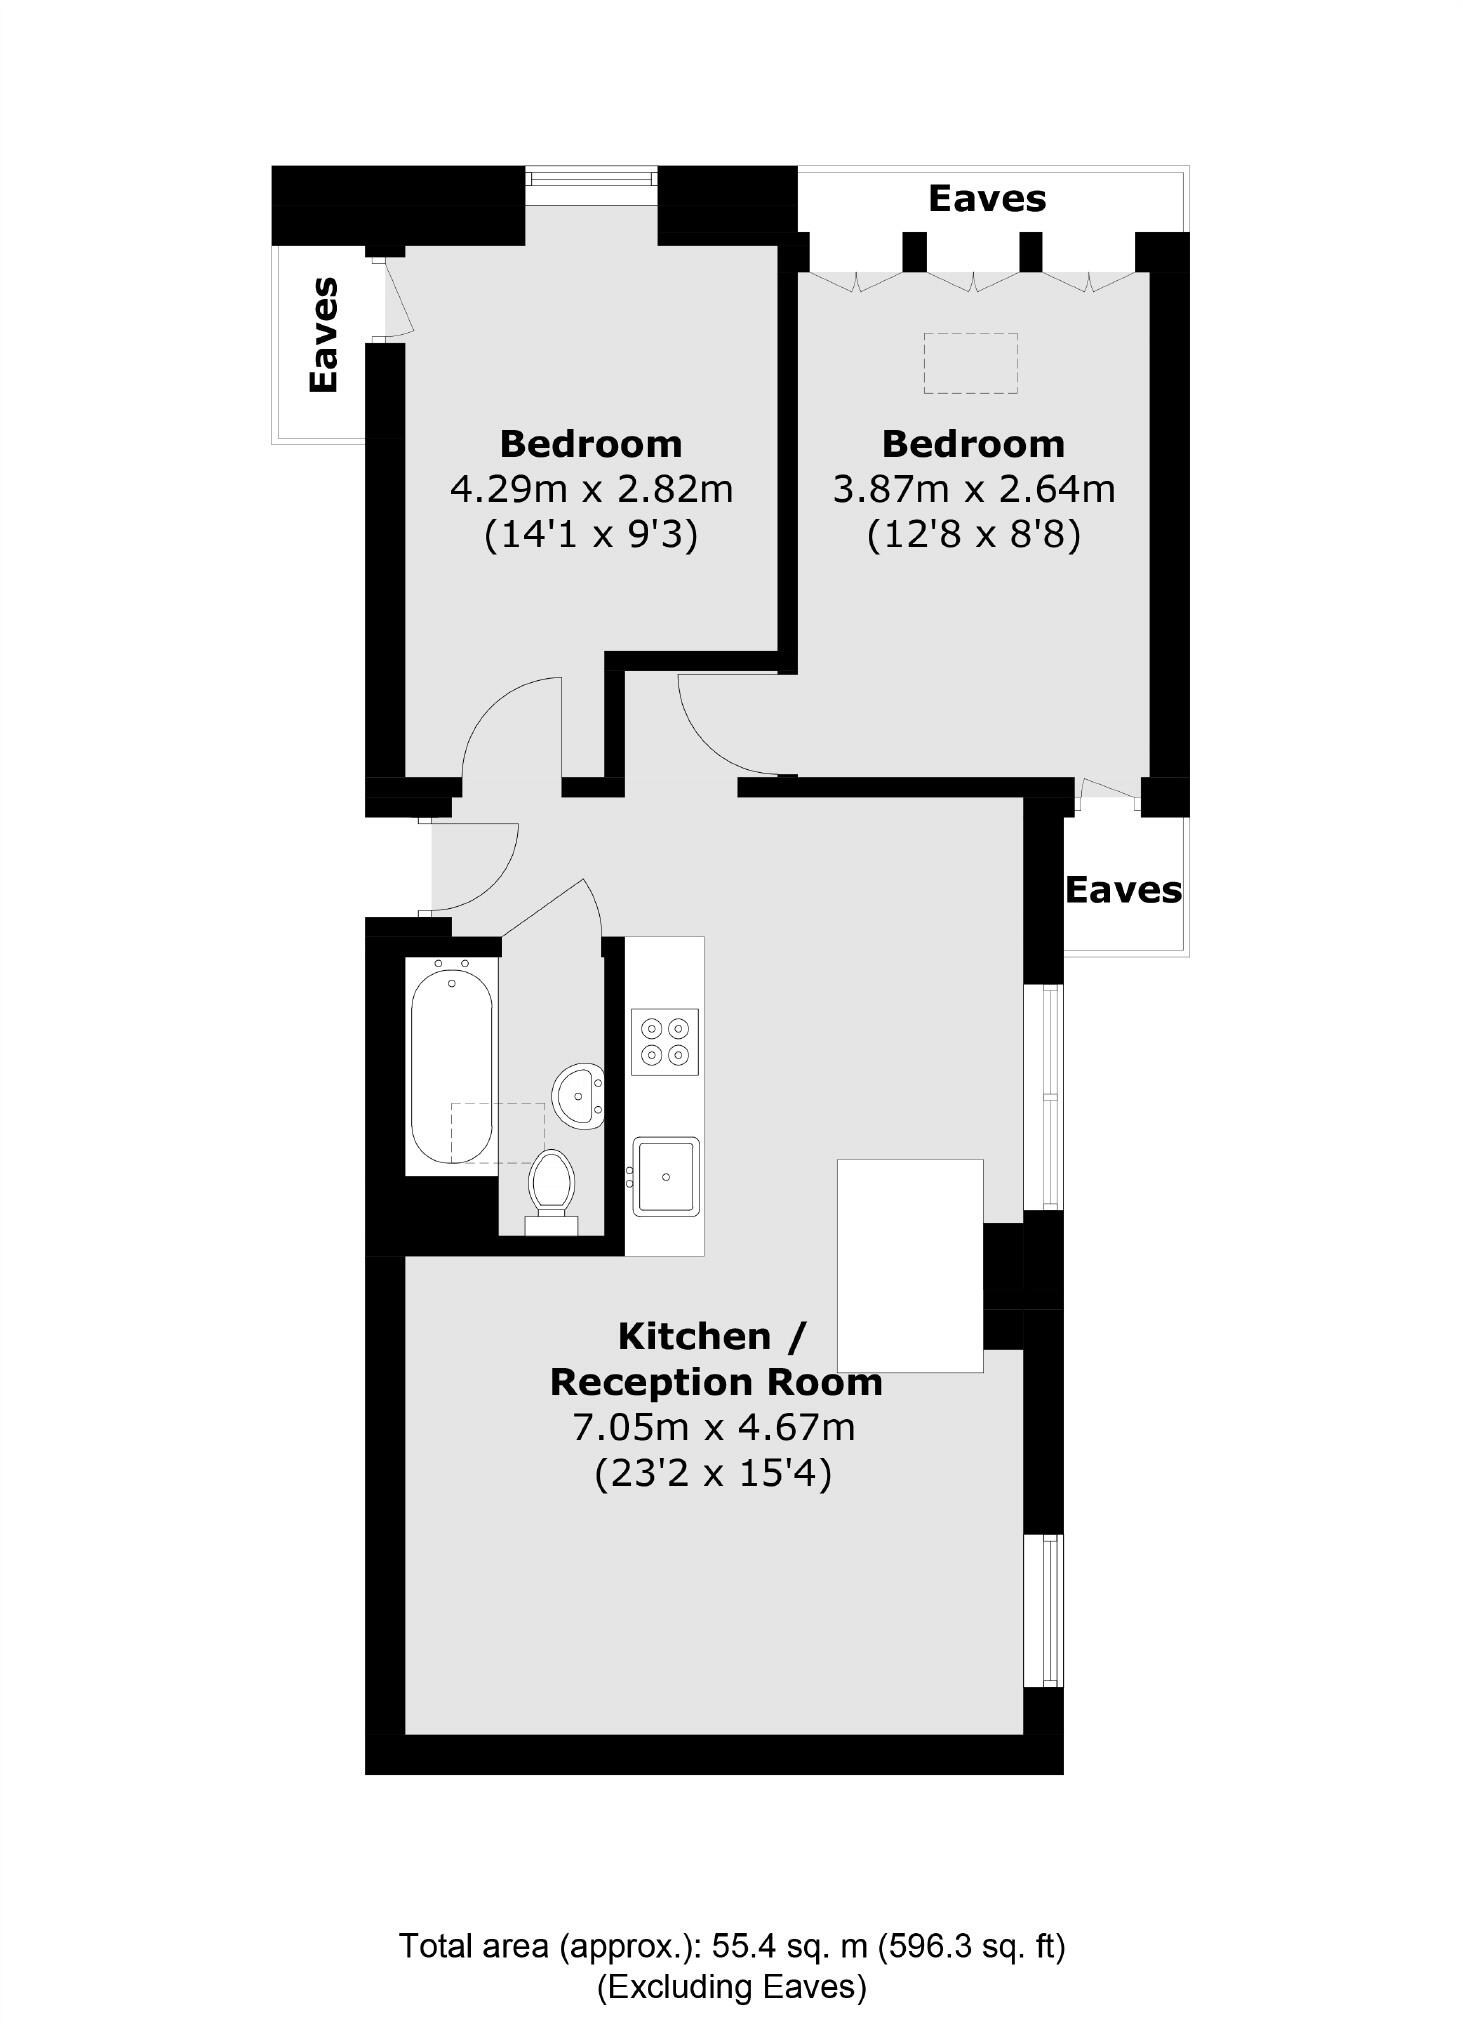 Eaves
Eaves
Bedroom
4.29m x 2.82m
(14'1 x 9'3)
Bedroom
3.87m x 2.64m
(12'8 x 8'8)
Eaves
Kitchen /
Reception Room
7.05m x 4.67m
(23'2 x 15'4)
Total area (approx.): 55.4 sq. m (596.3 sq. ft)
(Excluding Eaves)